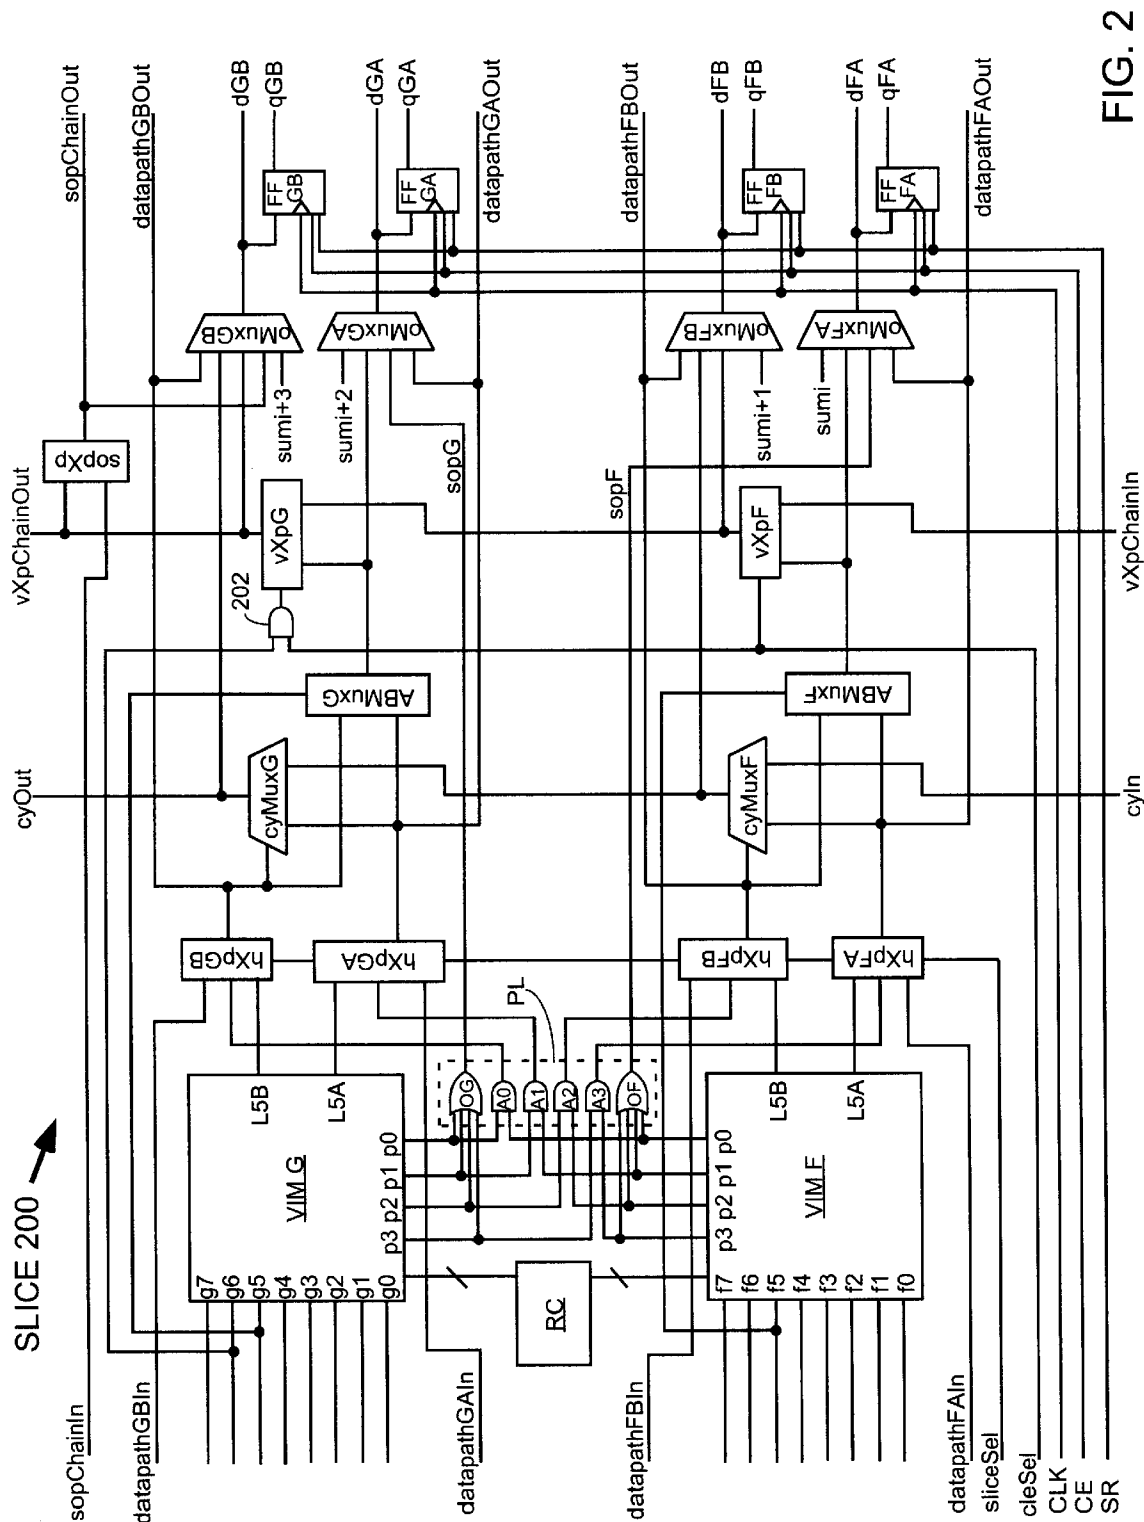 SLICE 200
sopChainIn
datapathGBIn
g7
g6
g5
g4
g3
g2
g1
g0
VIM G
L5B
L5A
p3 p2 p1 p0
datapathGAIn
RC
OG
A0
A1
A2
A3
OF
PL
datapathFBIn
f7
f6
f5
f4
f3
f2
f1
f0
VIM F
L5B
L5A
p3 p2 p1 p0
datapathFAIn
sliceSel
cleSel
CLK
CE
SR
hXpGB
hXpGA
hXpFB
hXpFA
cyOut
cyMuxG
cyMuxF
cyIn
ABMuxG
ABMuxF
202
vXpChainOut
vXpG
vXpF
vXpChainIn
sopXp
sopG
sopF
sumi+3
sumi+2
sumi+1
sumi
oMuxGB
oMuxGA
oMuxFB
oMuxFA
FF
GB
FF
GA
FF
FB
FF
FA
sopChainOut
datapathGBOut
dGB
qGB
dGA
qGA
datapathGAOut
datapathFBOut
dFB
qFB
dFA
qFA
datapathFAOut
FIG. 2